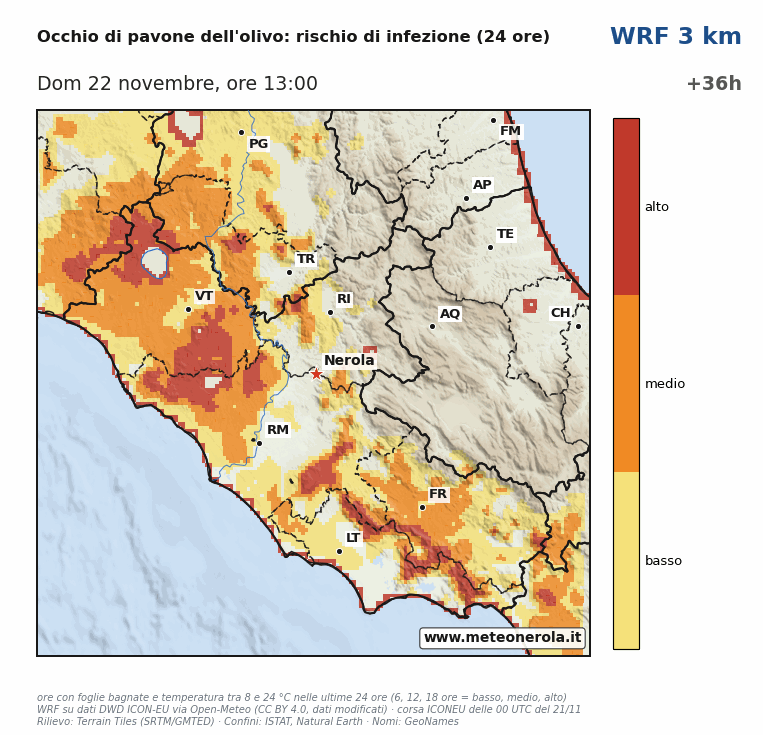 Occhio di pavone dell'olivo: rischio di infezione (24 ore)
WRF 3 km
Dom 22 novembre, ore 13:00
+36h
FM
PG
AP
TE
TR
RI
VT
AQ
CH
Nerola
RM
FR
LT
alto
medio
basso
www.meteonerola.it
ore con foglie bagnate e temperatura tra 8 e 24 °C nelle ultime 24 ore (6, 12, 18 ore = basso, medio, alto)
WRF su dati DWD ICON-EU via Open-Meteo (CC BY 4.0, dati modificati) · corsa ICONEU delle 00 UTC del 21/11
Rilievo: Terrain Tiles (SRTM/GMTED) · Confini: ISTAT, Natural Earth · Nomi: GeoNames